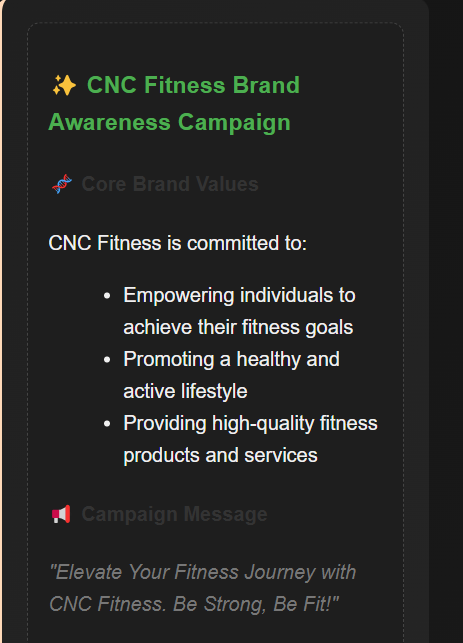 ✨ CNC Fitness Brand
Awareness Campaign
🧬 Core Brand Values
CNC Fitness is committed to:
• Empowering individuals to
achieve their fitness goals
• Promoting a healthy and
active lifestyle
• Providing high-quality fitness
products and services
📢 Campaign Message
"Elevate Your Fitness Journey with
CNC Fitness. Be Strong, Be Fit!"